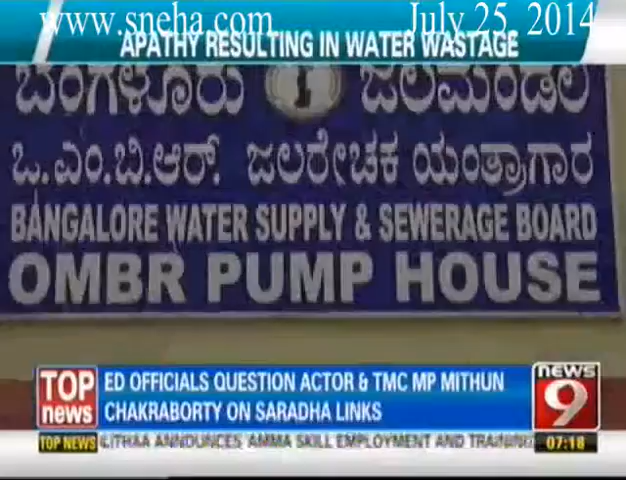 www.sneha.com July 25, 2014
APATHY RESULTING IN WATER WASTAGE
ಬೆಂಗಳೂರು ಜಲಮಂಡಲಿ
ಒ.ಎಂ.ಬಿ.ಆರ್. ಜಲರೇಚಕ ಯಂತ್ರಾಗಾರ
BANGALORE WATER SUPPLY & SEWERAGE BOARD
OMBR PUMP HOUSE
TOP news
ED OFFICIALS QUESTION ACTOR & TMC MP MITHUN
CHAKRABORTY ON SARADHA LINKS
NEWS 9
TOP NEWS LITHAA ANNOUNCES 'AMMA SKILL EMPLOYMENT AND TRAINING 07:18